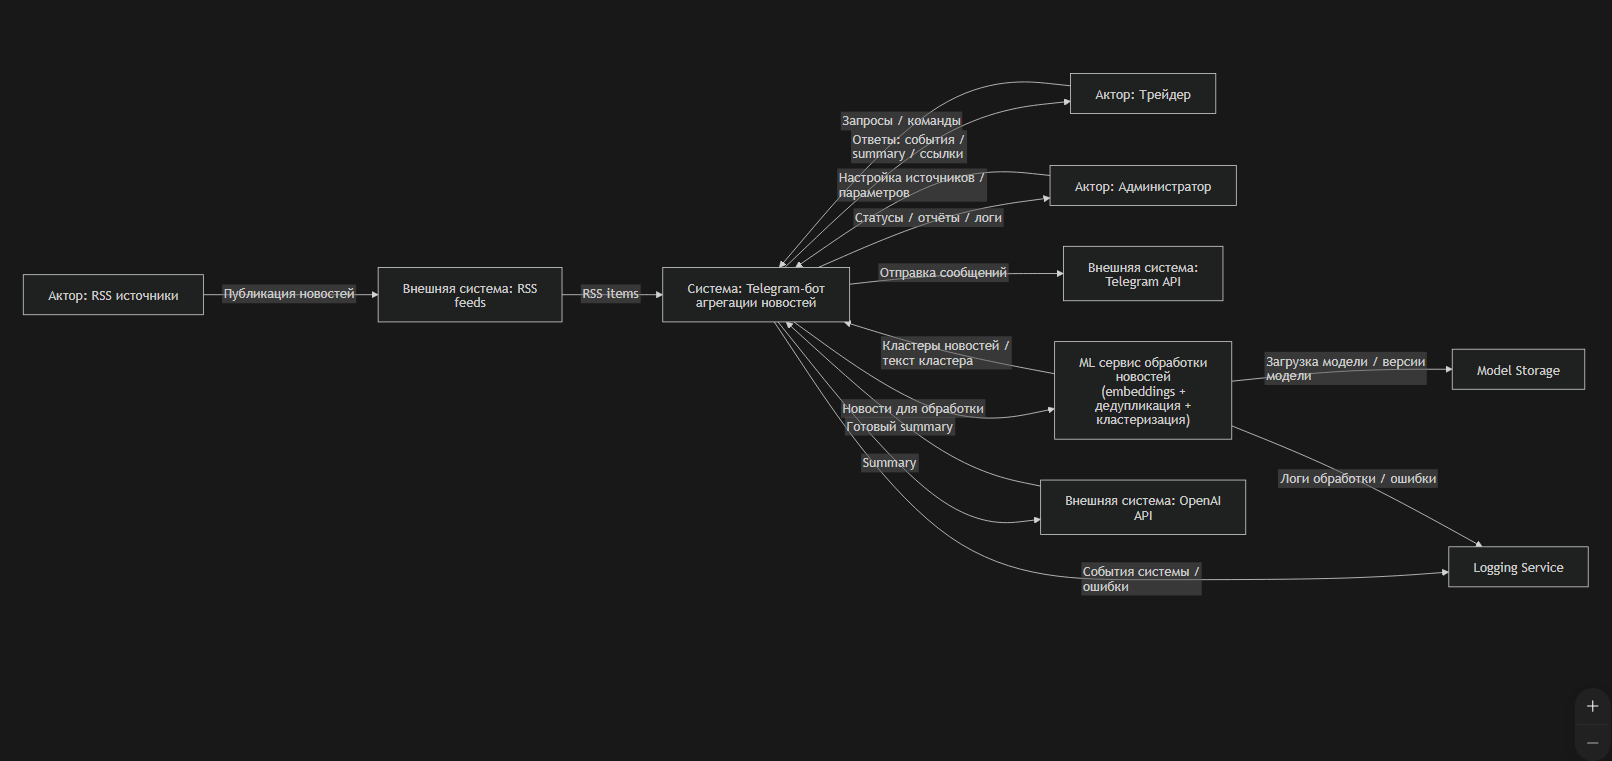 Актор: Трейдер
Запросы / команды
Ответы: события /
summary / ссылки
Настройка источников /
параметров
Актор: Администратор
Статусы / отчёты / логи
Актор: RSS источники
Публикация новостей
Внешняя система: RSS
feeds
RSS items
Система: Telegram-бот
агрегации новостей
Отправка сообщений
Внешняя система:
Telegram API
Кластеры новостей /
текст кластера
ML сервис обработки
новостей
(embeddings +
дедупликация +
кластеризация)
Загрузка модели / версии
модели
Model Storage
Новости для обработки
Готовый summary
Summary
Логи обработки / ошибки
Внешняя система: OpenAI
API
События системы /
ошибки
Logging Service